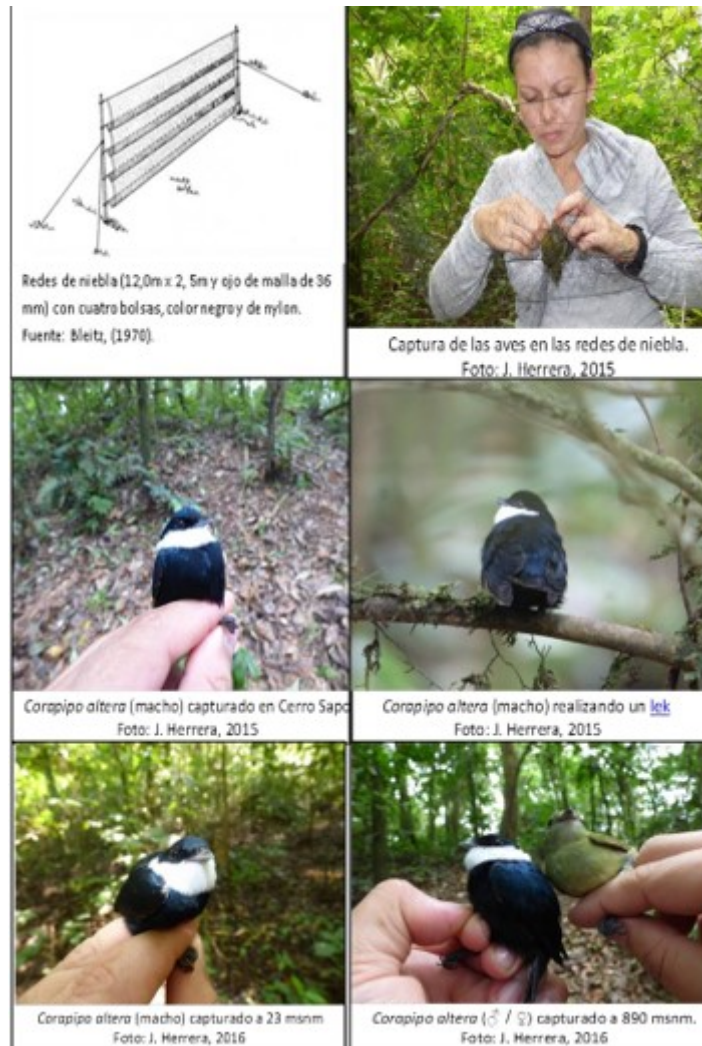 Redes de niebla (12,0m x 2, 5m y ojo de malla de 36
mm) con cuatro bolsas, color negro y de nylon.
Fuente: Bleitz, (1970).
Captura de las aves en las redes de niebla.
Foto: J. Herrera, 2015
Corapipo altera (macho) capturado en Cerro Sapo
Foto: J. Herrera, 2015
Corapipo altera (macho) realizando un lek
Foto: J. Herrera, 2015
Corapipo altera (macho) capturado a 23 msnm
Foto: J. Herrera, 2016
Corapipo altera (♂ / ♀) capturado a 890 msnm.
Foto: J. Herrera, 2016